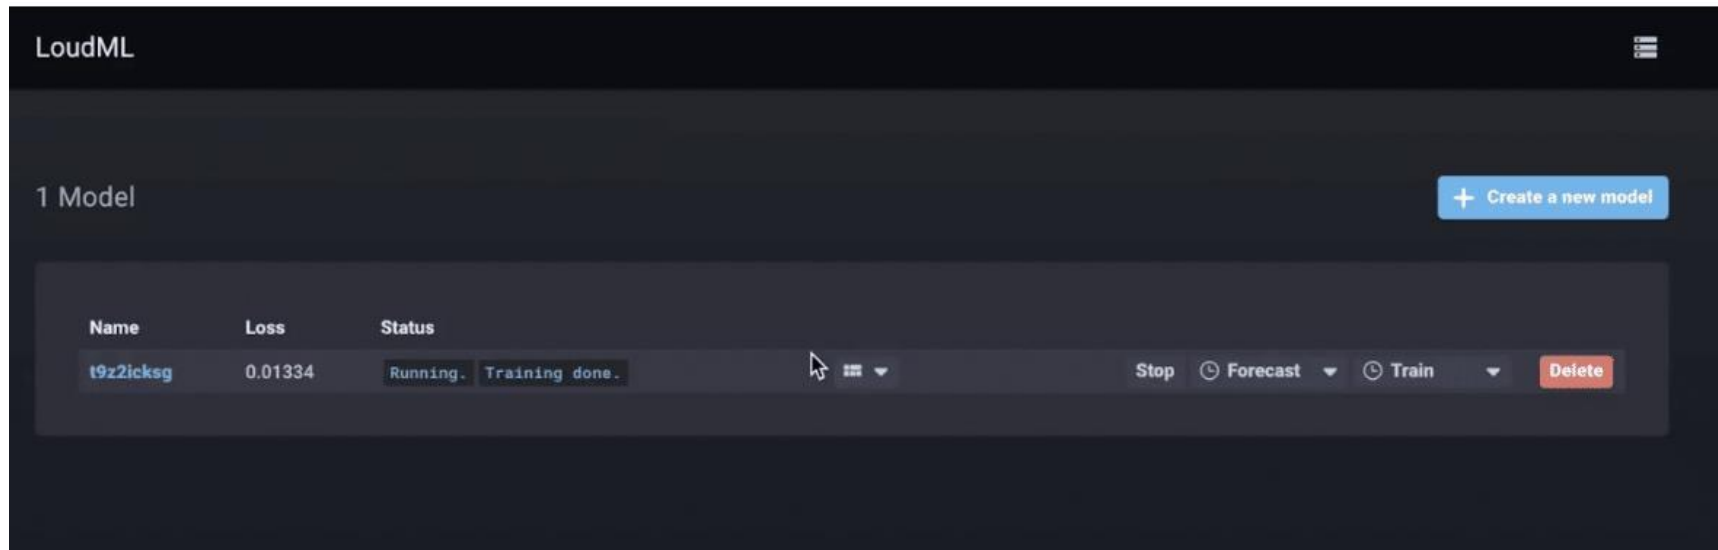 LoudML
1 Model
Create a new model
Name Loss Status
t9z2icksg 0.01334 Running. Training done. Stop Forecast Train Delete